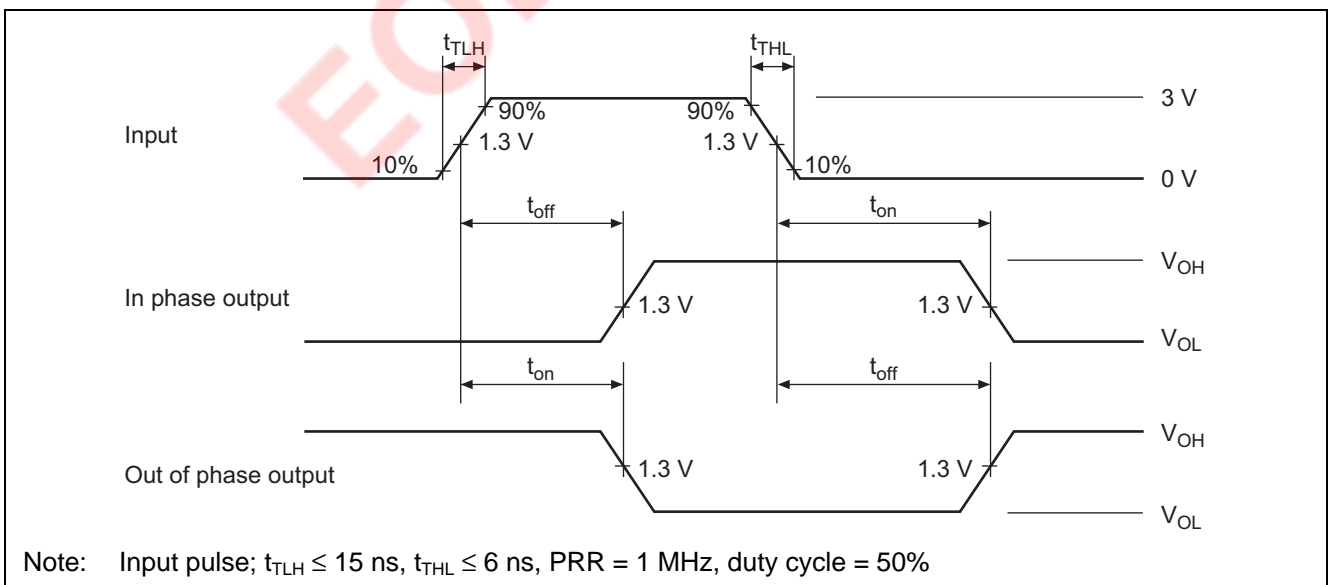 EOL
tTLH
tTHL
3 V
90%
90%
Input
1.3 V
1.3 V
10%
10%
0 V
toff
ton
VOH
In phase output
1.3 V
1.3 V
VOL
ton
toff
VOH
Out of phase output
1.3 V
1.3 V
VOL
Note: Input pulse; tTLH ≤ 15 ns, tTHL ≤ 6 ns, PRR = 1 MHz, duty cycle = 50%